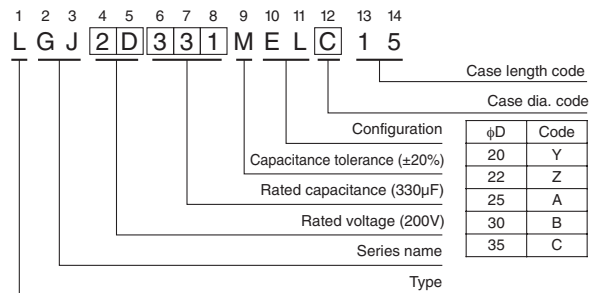 1 2 3 4 5 6 7 8 9 10 11 12 13 14
L G J 2 D 3 3 1 M E L C 1 5
Case length code
Case dia. code
Configuration
Capacitance tolerance (±20%)
Rated capacitance (330µF)
Rated voltage (200V)
Series name
Type
ϕD Code
20 Y
22 Z
25 A
30 B
35 C